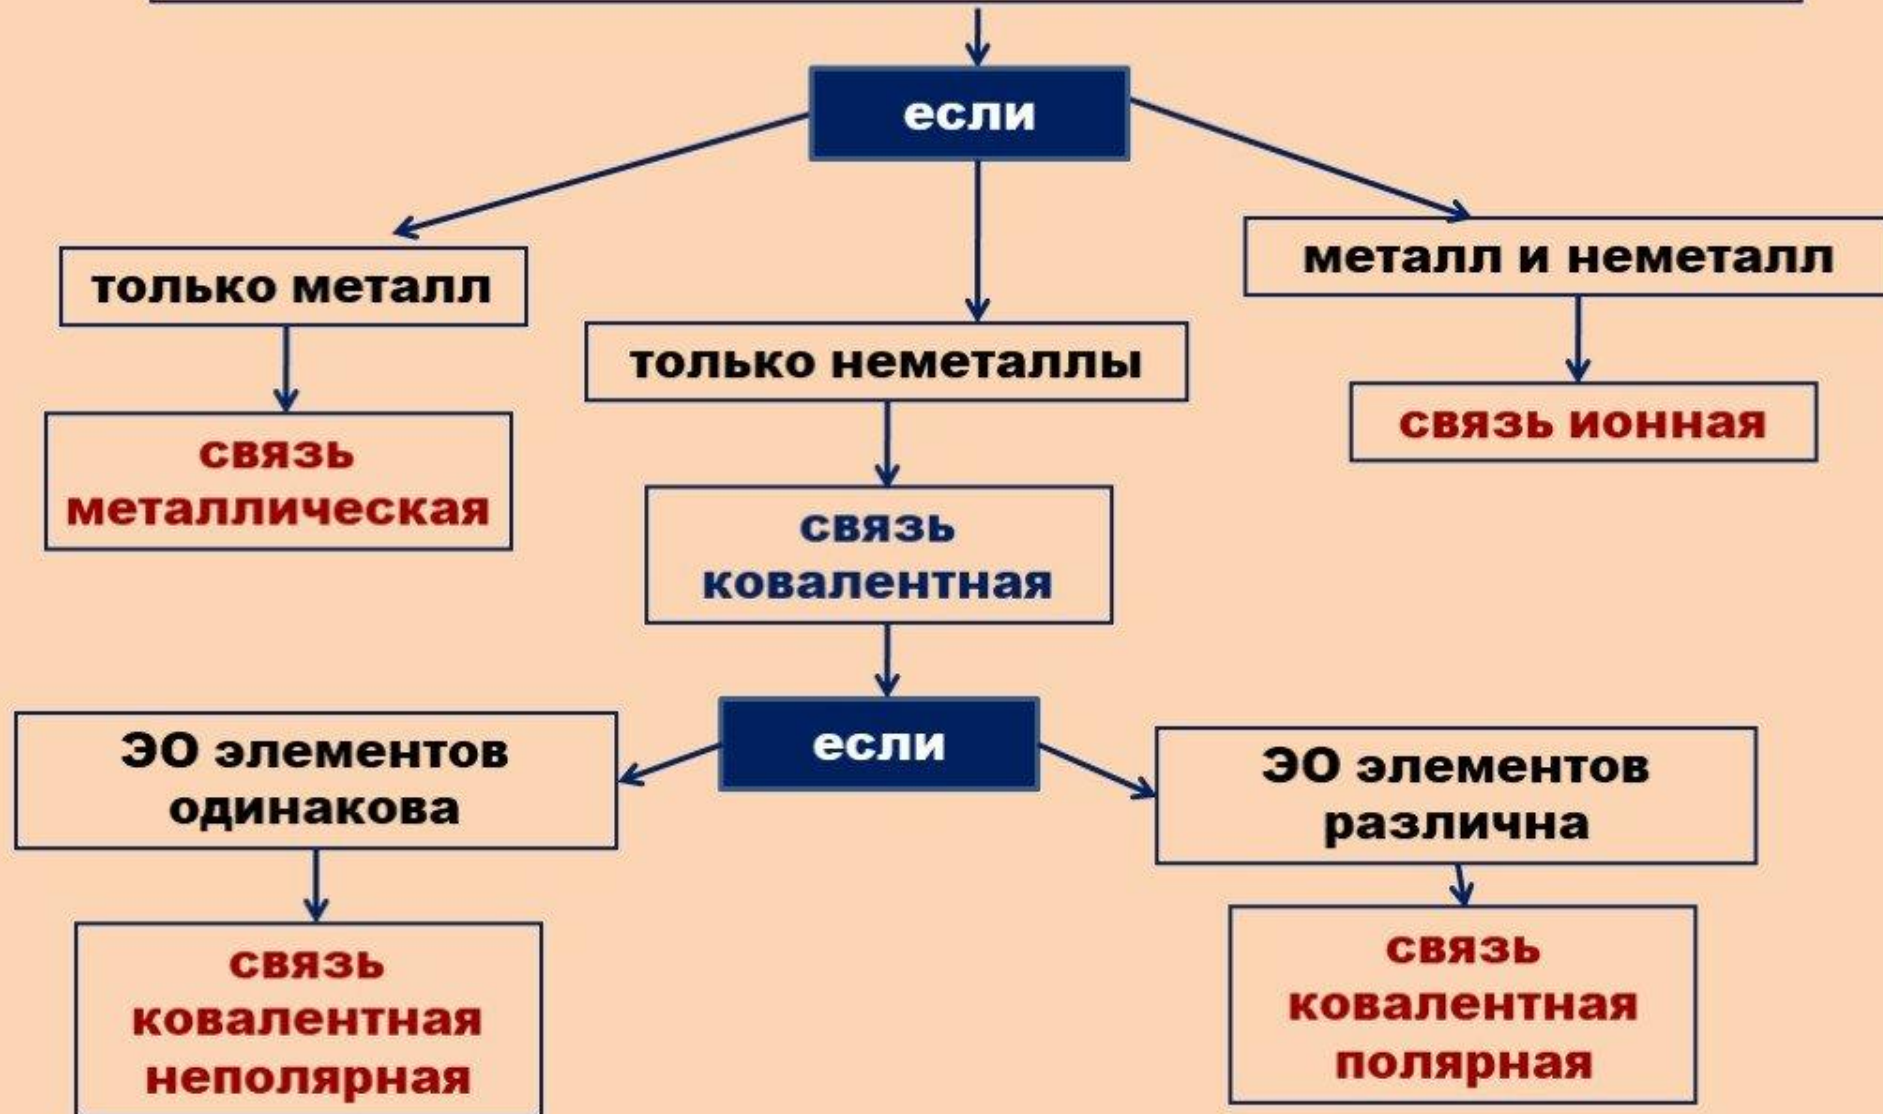 если
только металл
металл и неметалл
только неметаллы
связь
металлическая
связь ионная
связь
ковалентная
если
ЭО элементов
одинакова
ЭО элементов
различна
связь
ковалентная
неполярная
связь
ковалентная
полярная